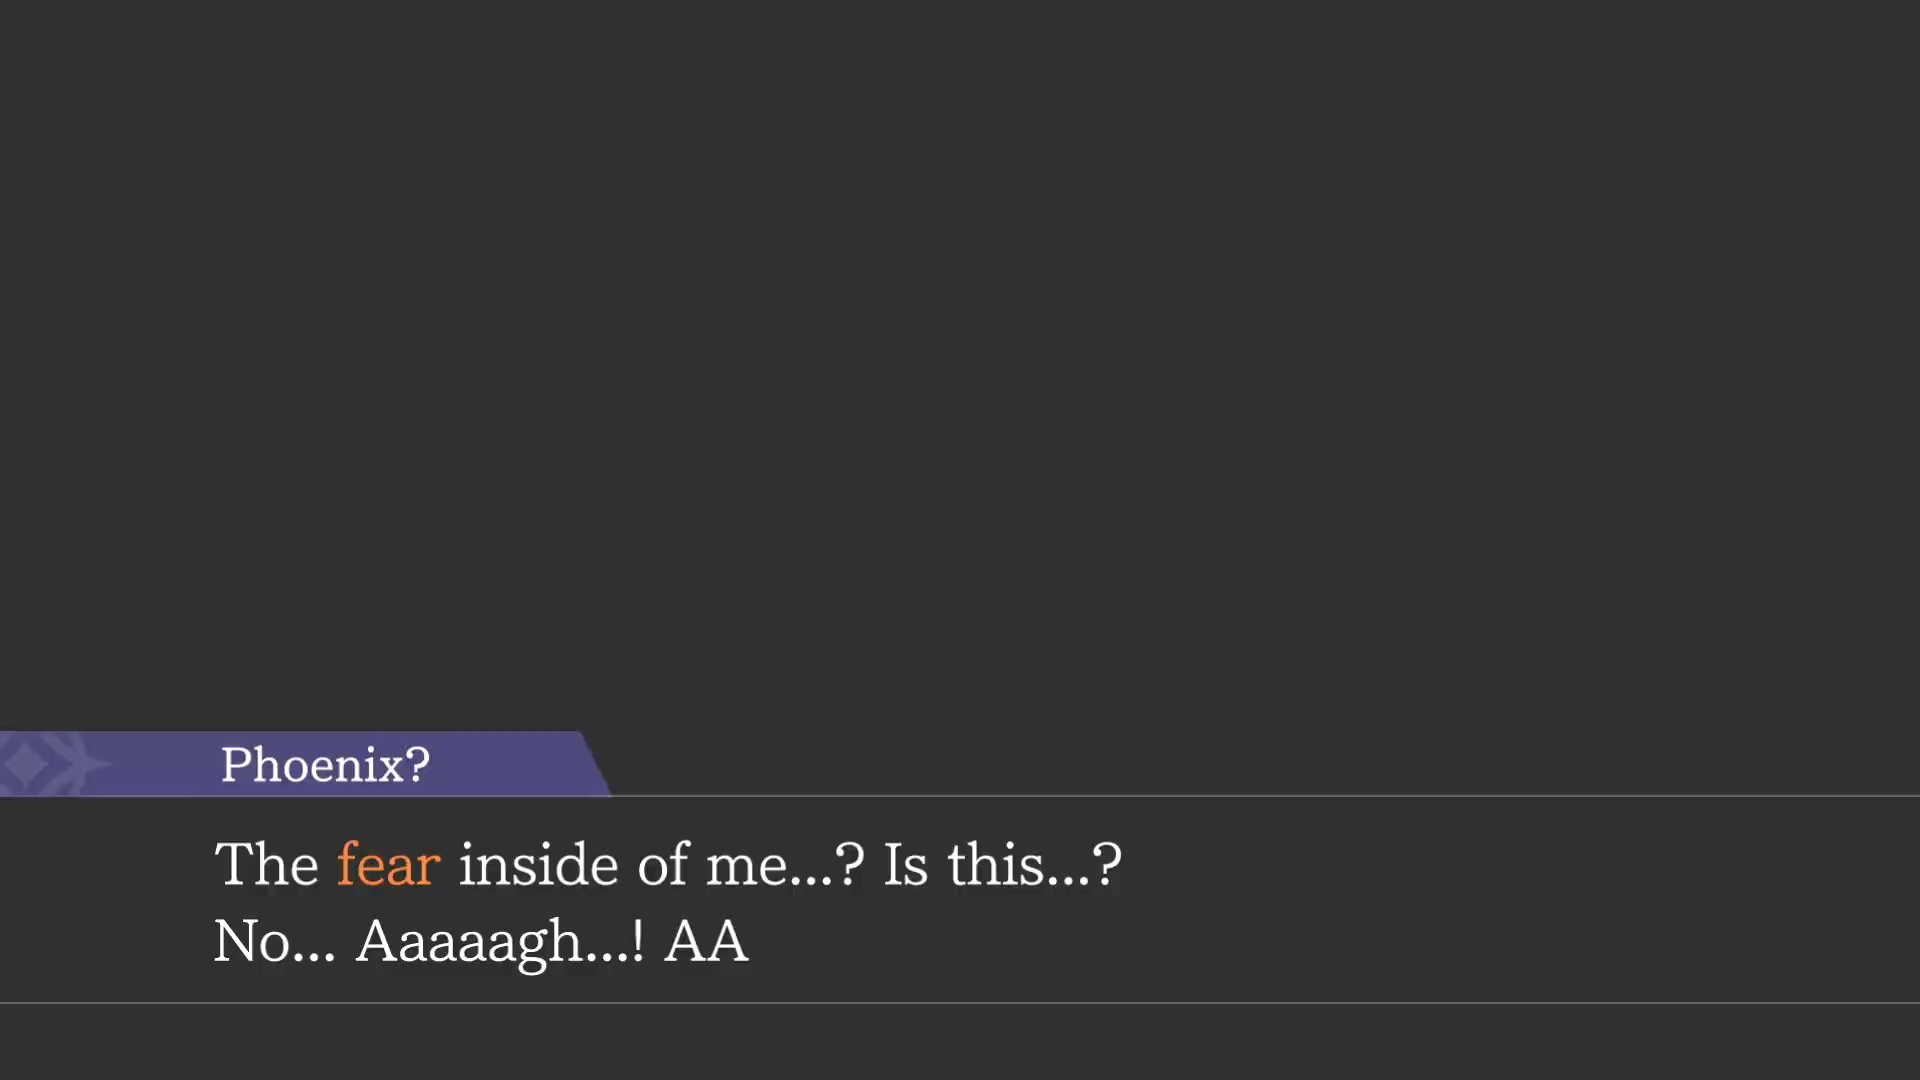 Phoenix?
The fear inside of me...? Is this...?
No... Aaaaagh...! AA